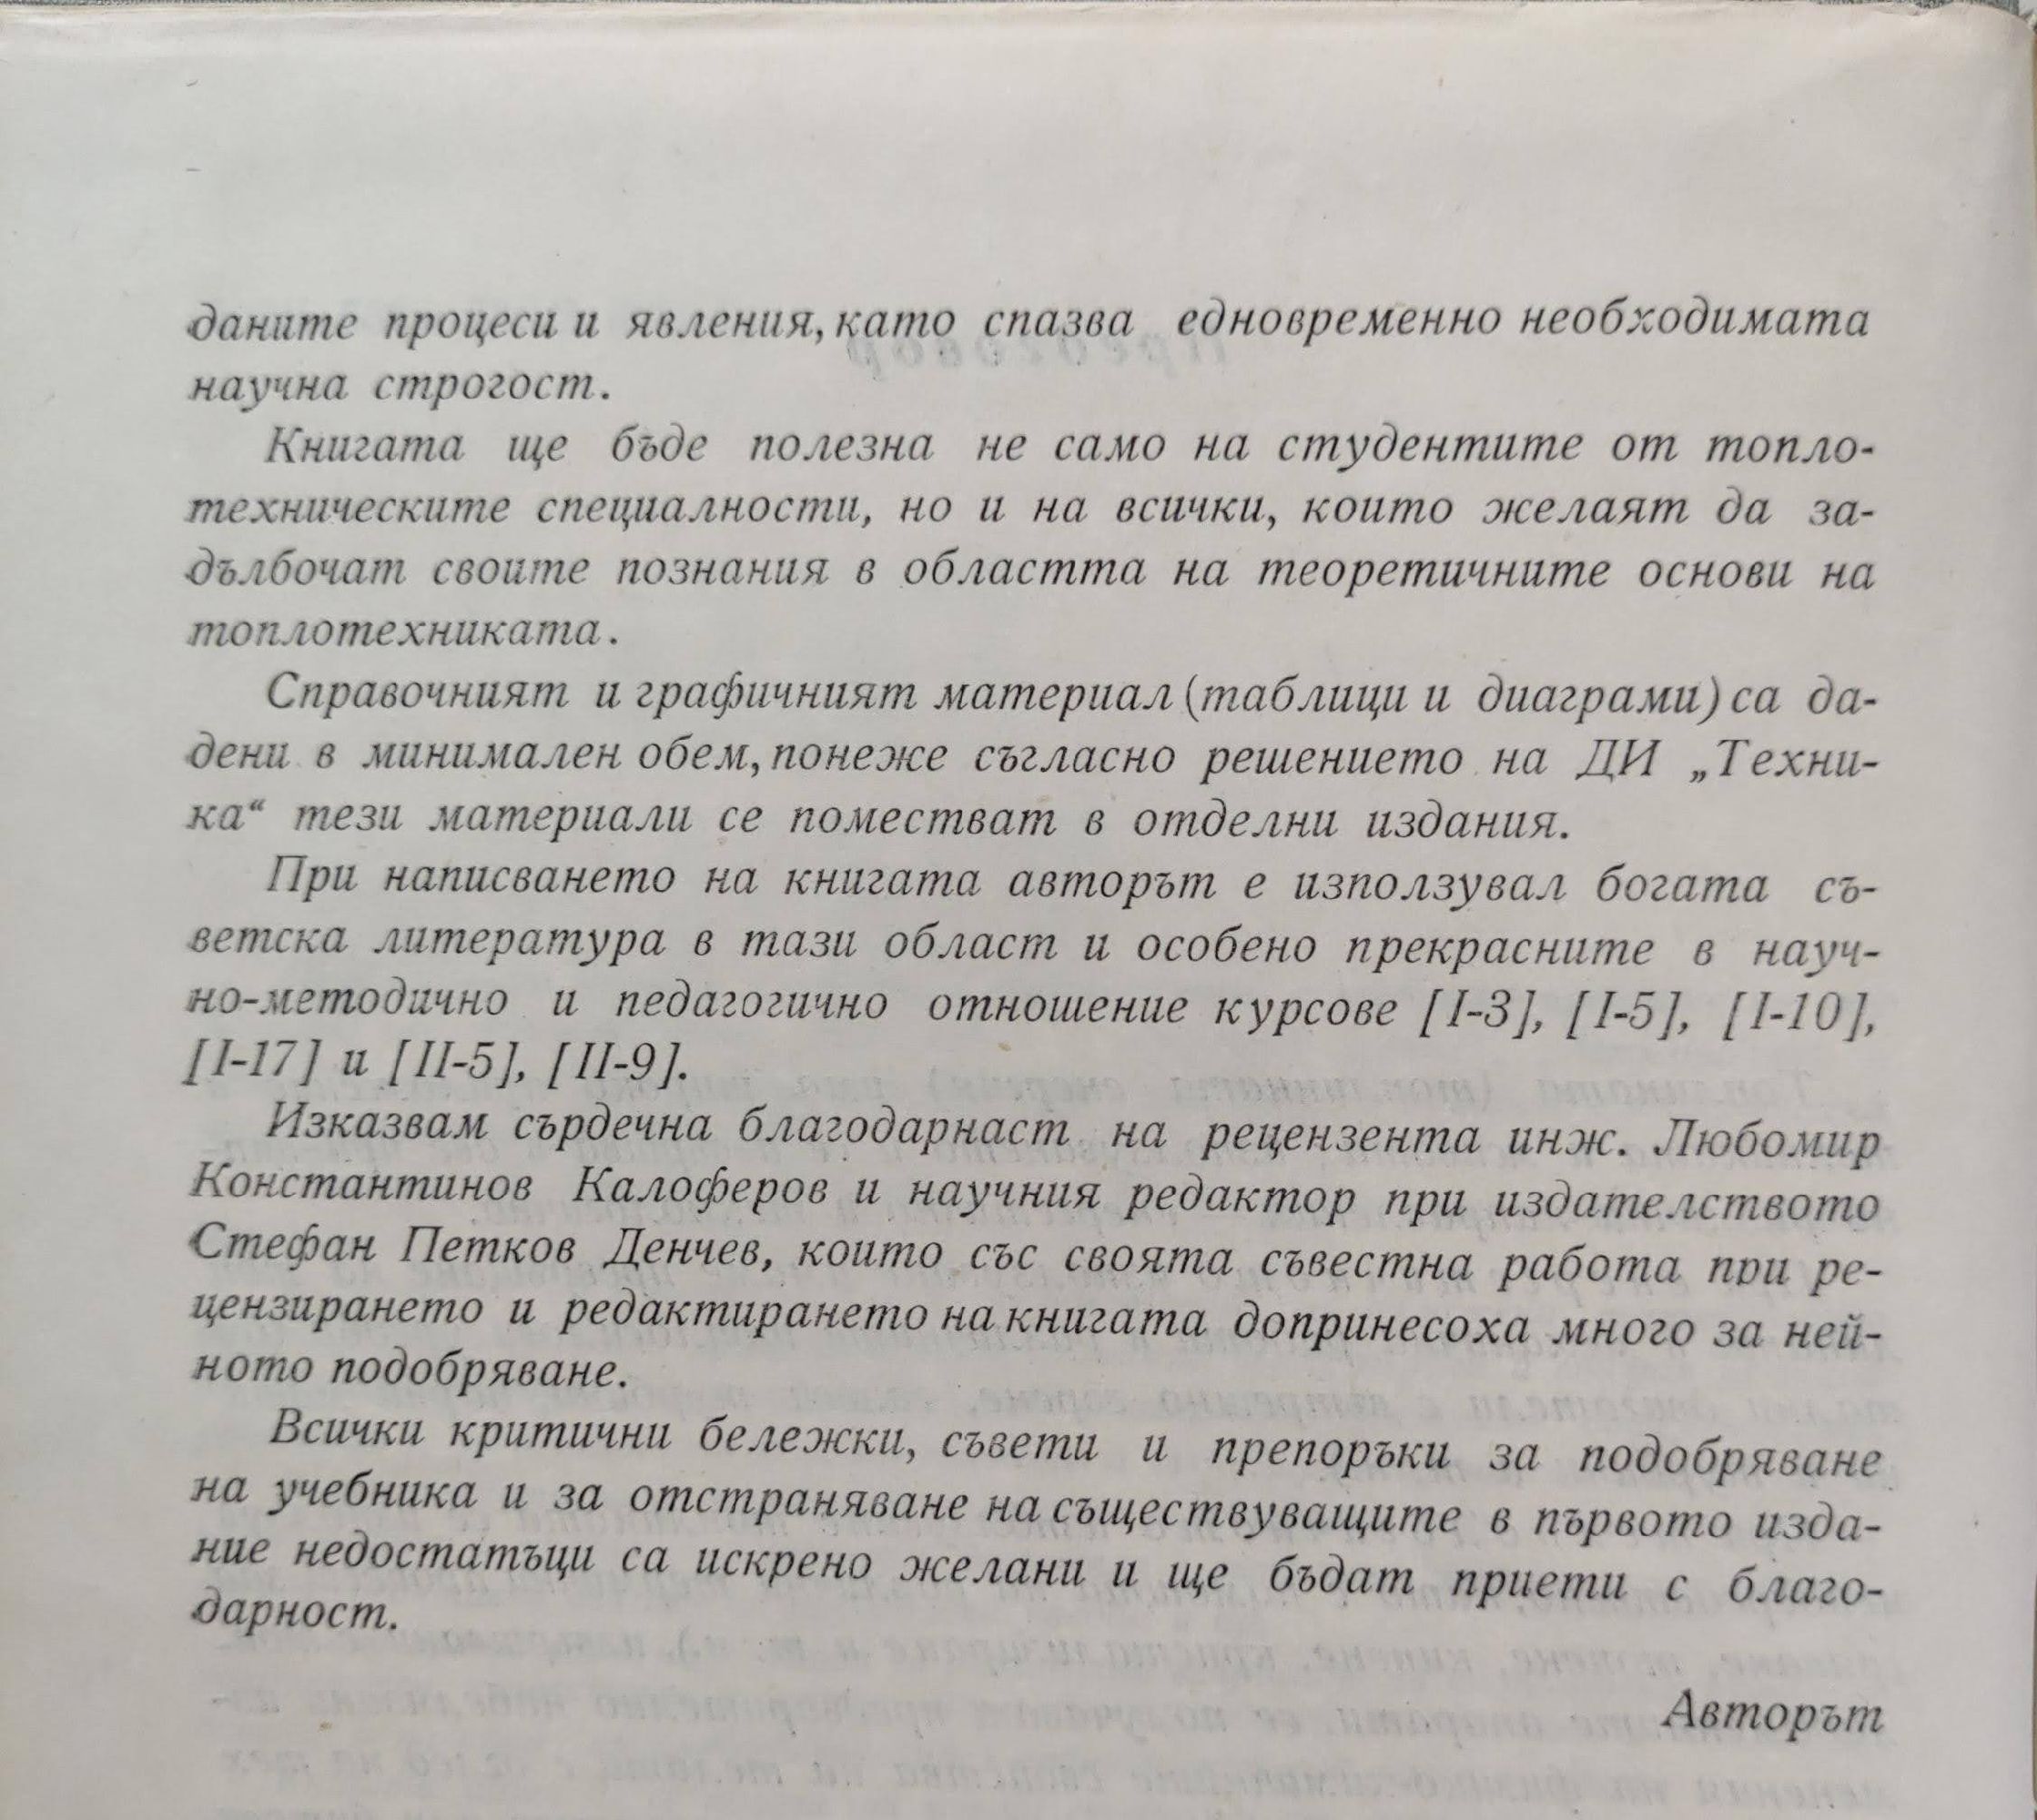 даните процеси и явления, като спазва едновременно необходимата
научна строгост.
Книгата ще бъде полезна не само на студентите от топло-
техническите специалности, но и на всички, които желаят да за-
дълбочат своите познания в областта на теоретичните основи на
топлотехниката.
Справочният и графичният материал (таблици и диаграми) са да-
дени в минимален обем, понеже съгласно решението на ДИ „Техни-
ка“ тези материали се поместват в отделни издания.
При написването на книгата авторът е използувал богата съ-
ветска литература в тази област и особено прекрасните в науч-
но-методично и педагогично отношение курсове [I-3], [I-5], [I-10],
[I-17] и [II-5], [II-9].
Изказвам сърдечна благодарнаст на рецензента инж. Любомир
Константинов Калоферов и научния редактор при издателството
Стефан Петков Денчев, които със своята съвестна работа при ре-
цензирането и редактирането на книгата допринесоха много за ней-
ното подобряване.
Всички критични бележки, съвети и препоръки за подобряване
на учебника и за отстраняване на съществуващите в първото изда-
ние недостатъци са искрено желани и ще бъдат приети с благо-
дарност.
Авторът